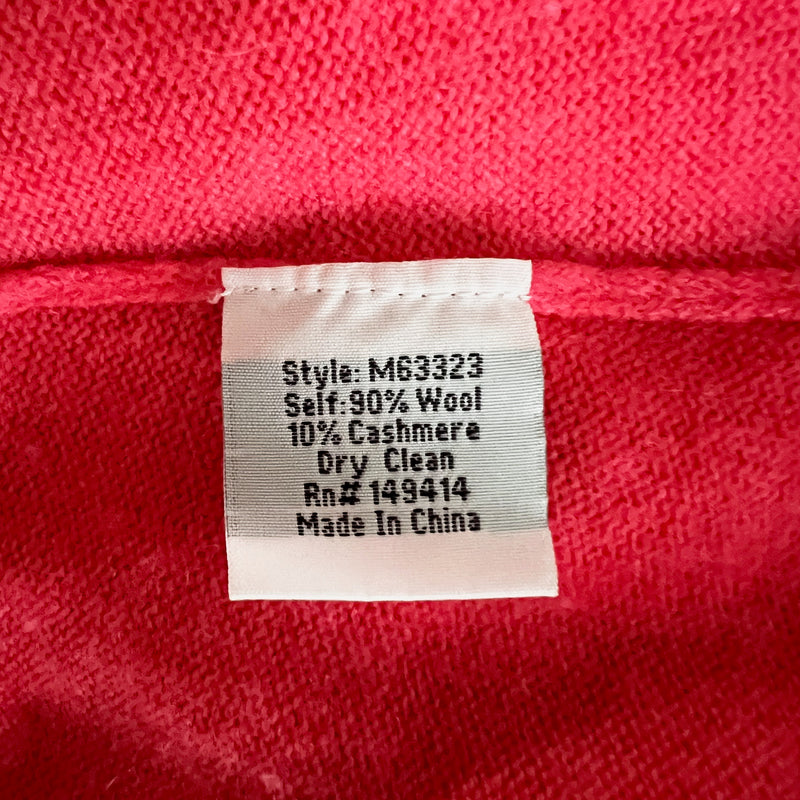 Style: M63323
Self:90% Wool
10% Cashmere
Dry Clean
Rn# 149414
Made In China